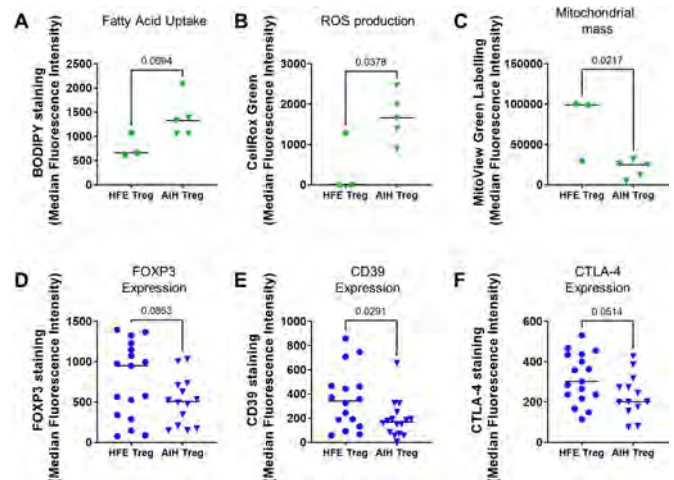 A
Fatty Acid Uptake
0.0694
2500
2000
1500
1000
500
0
BODIPY staining
(Median Fluorescence Intensity)
HFE Treg
AIH Treg
B
ROS production
0.0378
3000
2000
1000
0
CellRox Green
(Median Fluorescence Intensity)
HFE Treg
AIH Treg
C
Mitochondrial
mass
0.0217
150000
100000
50000
0
MitoView Green Labelling
(Median Fluorescence Intensity)
HFE Treg
AIH Treg
D
FOXP3
Expression
0.0853
1500
1000
500
0
FOXP3 staining
(Median Fluorescence Intensity)
HFE Treg
AIH Treg
E
CD39
Expression
0.0291
1000
800
600
400
200
0
CD39 staining
(Median Fluorescence Intensity)
HFE Treg
AIH Treg
F
CTLA-4
Expression
0.0514
600
400
200
0
CTLA-4 staining
(Median Fluorescence Intensity)
HFE Treg
AIH Treg